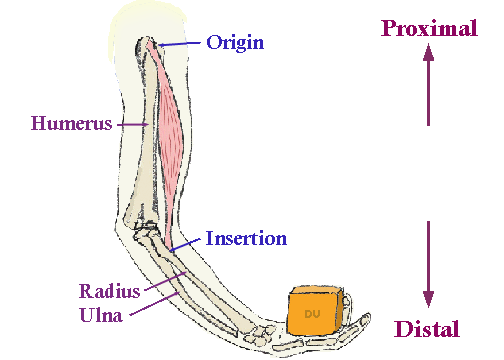 Proximal
Origin
Humerus
Insertion
Radius
Ulna
DU
Distal